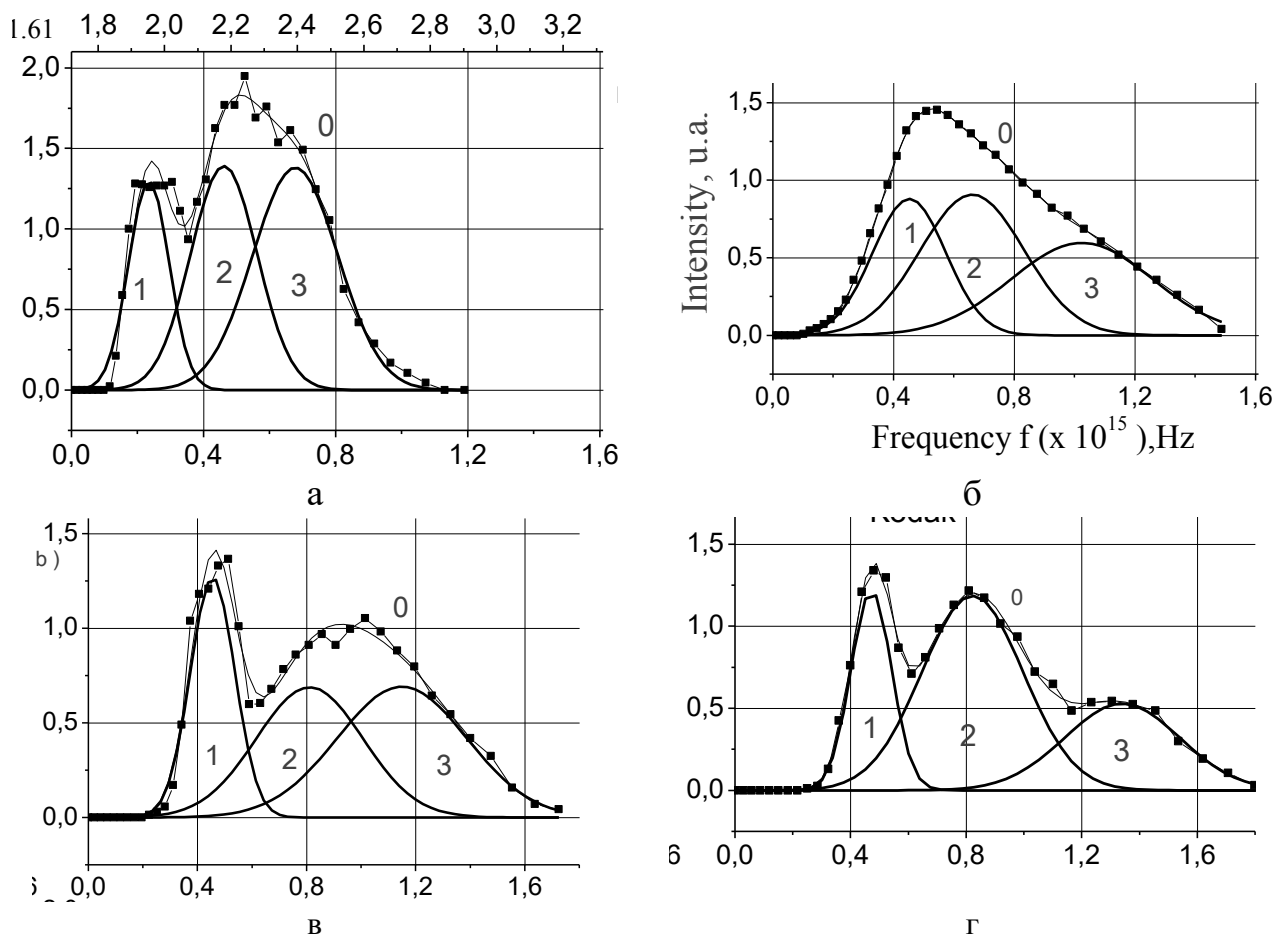 1.61 1,8 2,0 2,2 2,4 2,6 2,8 3,0 3,2
2,0
1,5
1,0
0,5
0,0
0
1
2
3
0,0 0,4 0,8 1,2 1,6
а
Intensity, u.a.
1,5
1,0
0,5
0,0
0
1
2
3
0,0 0,4 0,8 1,2 1,6
Frequency f (x 10^15 ),Hz
б
1,5
b )
1,0
0,5
0,0
0
1
2
3
0,0 0,4 0,8 1,2 1,6
в
Kodak
1,5
1,0
0,5
0,0
0
1
2
3
6 0,0 0,4 0,8 1,2 1,6
г